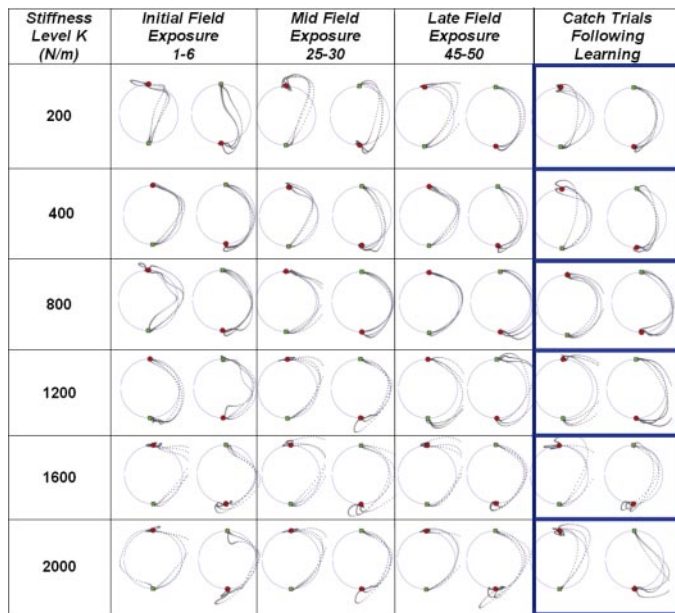 Stiffness Level K (N/m)
Initial Field Exposure 1-6
Mid Field Exposure 25-30
Late Field Exposure 45-50
Catch Trials Following Learning
200
400
800
1200
1600
2000